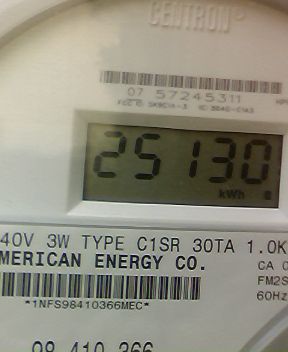 CENTRON®
07 57245311
25130
kWh
40V 3W TYPE C1SR 30TA 1.0K
MERICAN ENERGY CO.
CA 0
FM2S
60Hz
*1NFS98410366MEC*
98 410 366